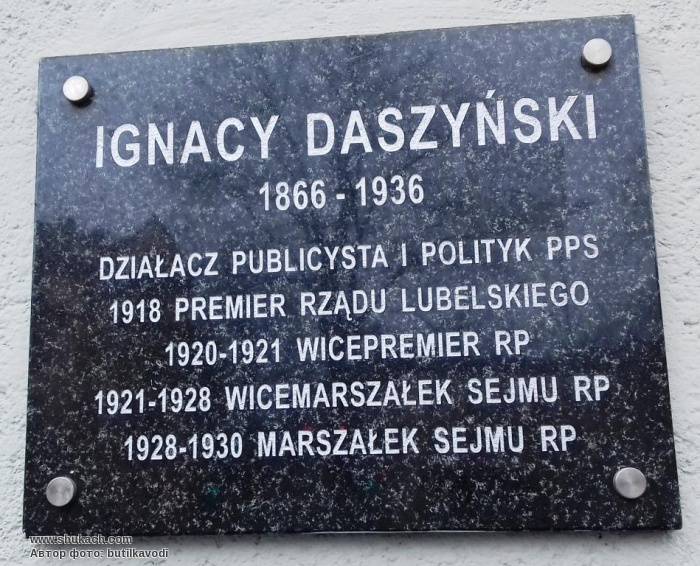 IGNACY DASZYŃSKI
1866 - 1936
DZIAŁACZ PUBLICYSTA I POLITYK PPS
1918 PREMIER RZĄDU LUBELSKIEGO
1920-1921 WICEPREMIER RP
1921-1928 WICEMARSZAŁEK SEJMU RP
1928-1930 MARSZAŁEK SEJMU RP
www.shukach.com
Автор фото: butilkavodi